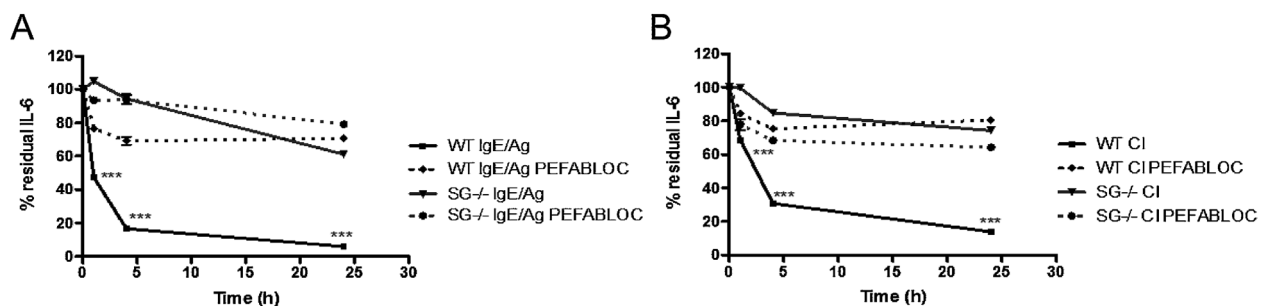 A
% residual IL-6
120
100
80
60
40
20
0
***
***
***
0 5 10 15 20 25 30
Time (h)
WT IgE/Ag
WT IgE/Ag PEFABLOC
SG-/- IgE/Ag
SG-/- IgE/Ag PEFABLOC
B
% residual IL-6
120
100
80
60
40
20
0
***
***
***
0 5 10 15 20 25 30
Time (h)
WT CI
WT CI PEFABLOC
SG-/- CI
SG-/- CI PEFABLOC